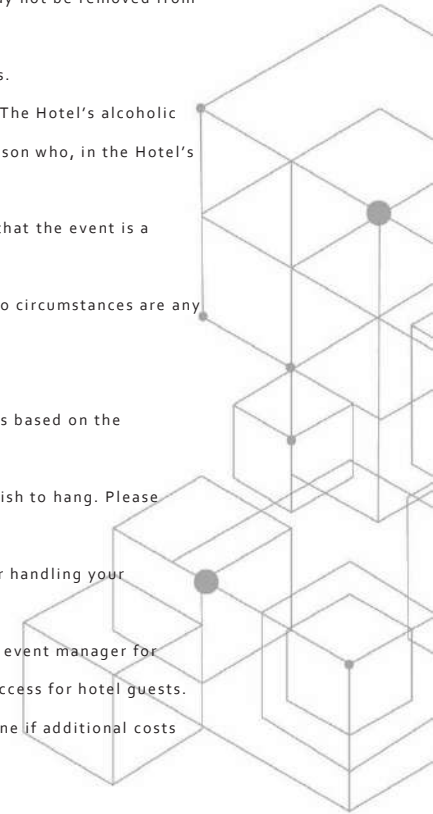 y not be removed from
s.
The Hotel’s alcoholic
son who, in the Hotel’s
that the event is a
o circumstances are any
s based on the
ish to hang. Please
r handling your
event manager for
ccess for hotel guests.
ne if additional costs